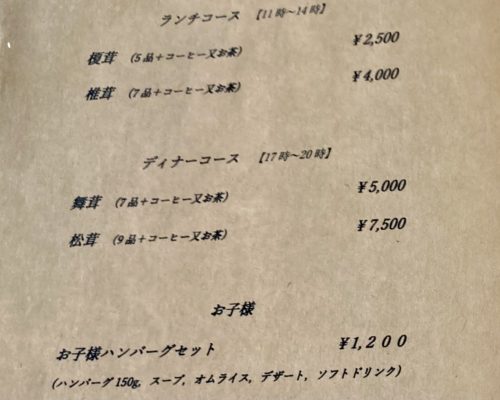 ランチコース 【11時～14時】
榎茸 (5品＋コーヒー又お茶) ￥2,500
椎茸 (7品＋コーヒー又お茶) ￥4,000
ディナーコース 【17時～20時】
舞茸 (7品＋コーヒー又お茶) ￥5,000
松茸 (9品＋コーヒー又お茶) ￥7,500
お子様
お子様ハンバーグセット ￥1,200
(ハンバーグ150g, スープ, オムライス, デザート, ソフトドリンク)